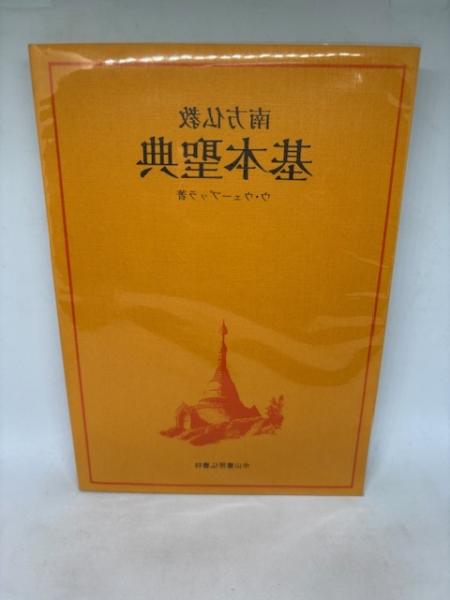 南方仏教
基本聖典
ウ・ウェープッラ著
中山書房仏書林